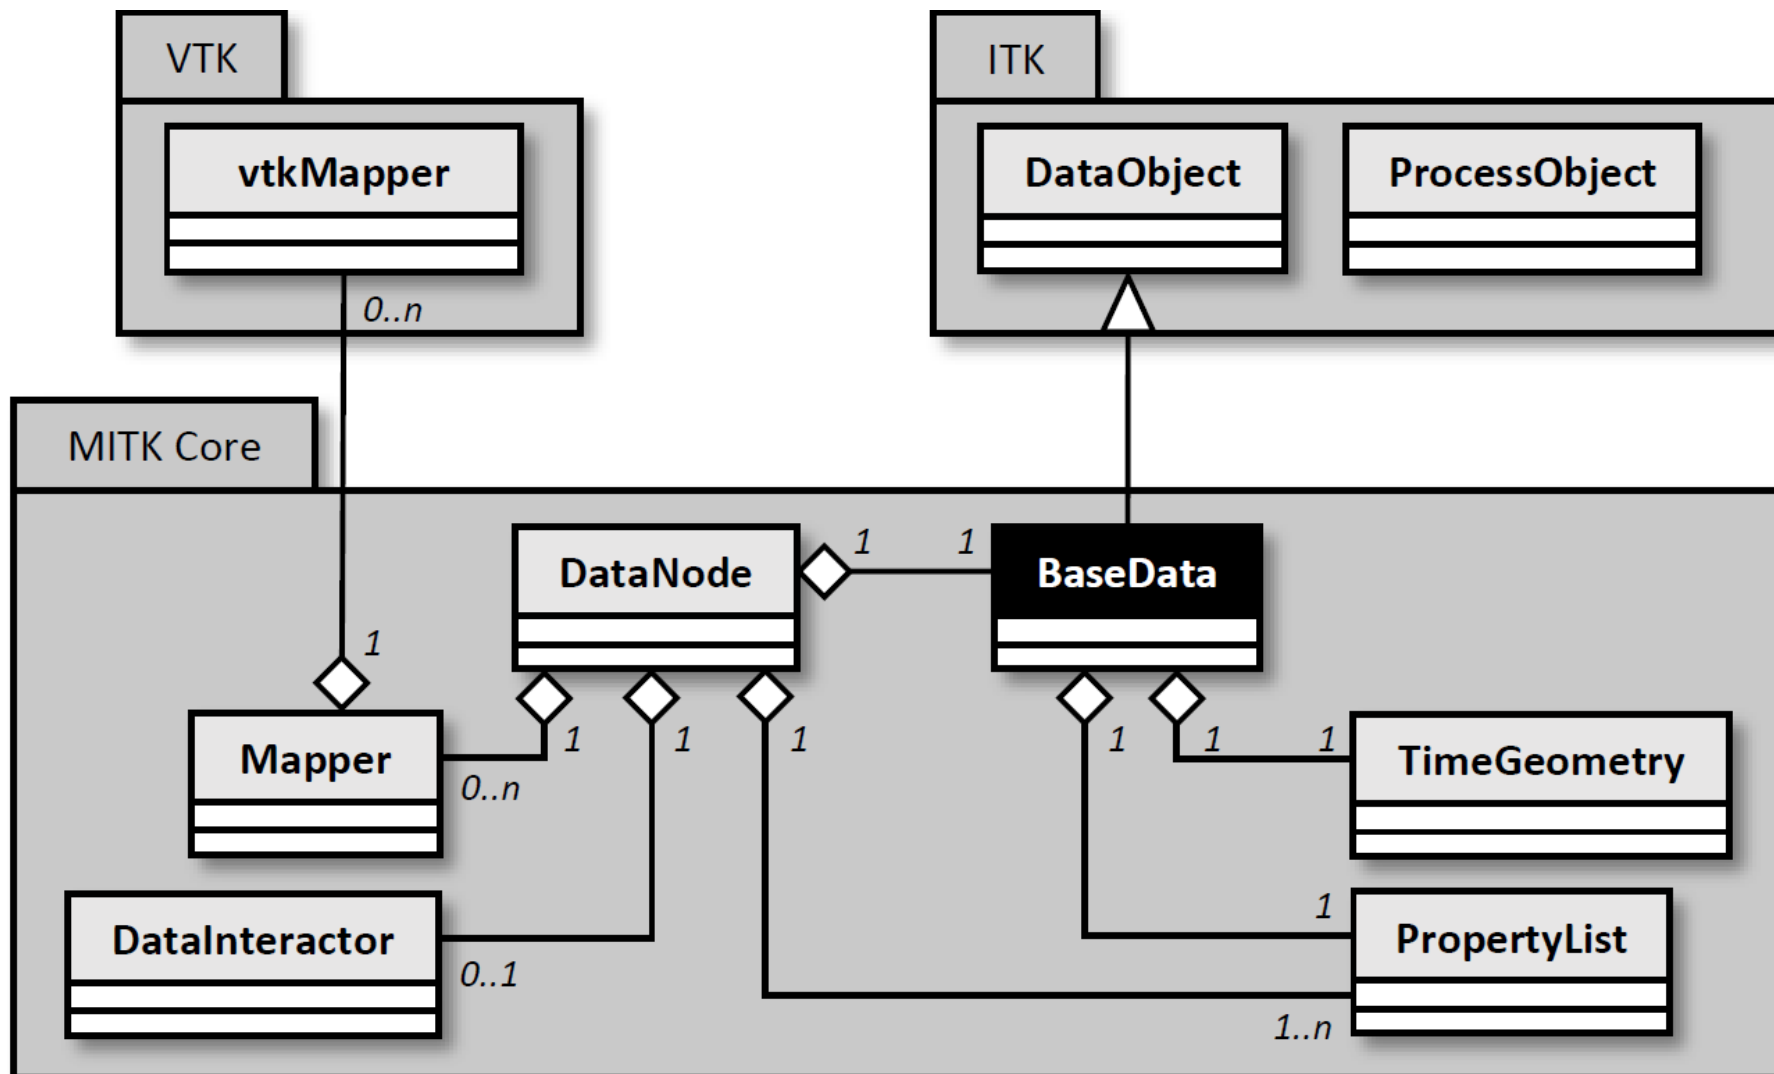 VTK
ITK
vtkMapper
DataObject
ProcessObject
0..n
MITK Core
DataNode
1
1
BaseData
1
Mapper
0..n
1
1
1
1
1
1
TimeGeometry
DataInteractor
0..1
1
PropertyList
1..n